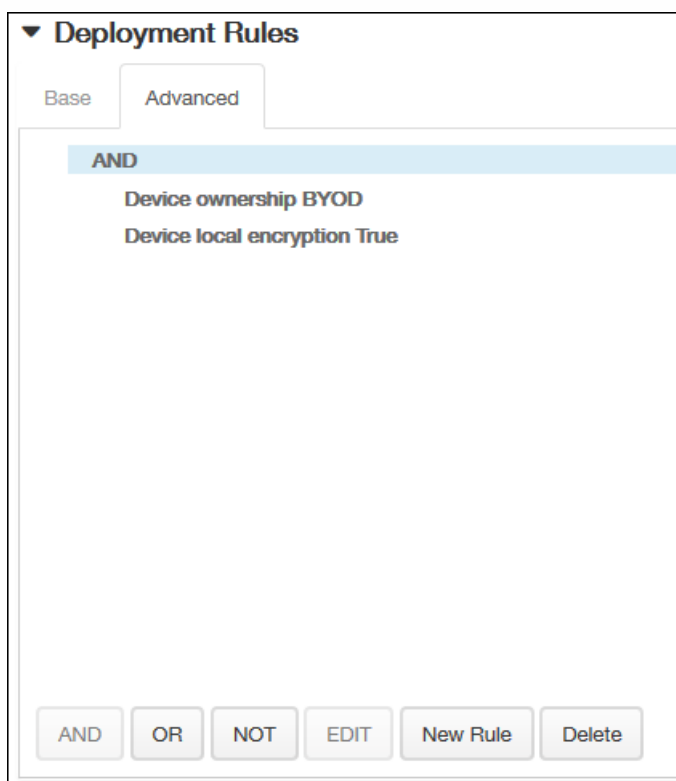 Deployment Rules
Base Advanced
AND
Device ownership BYOD
Device local encryption True
AND OR NOT EDIT New Rule Delete